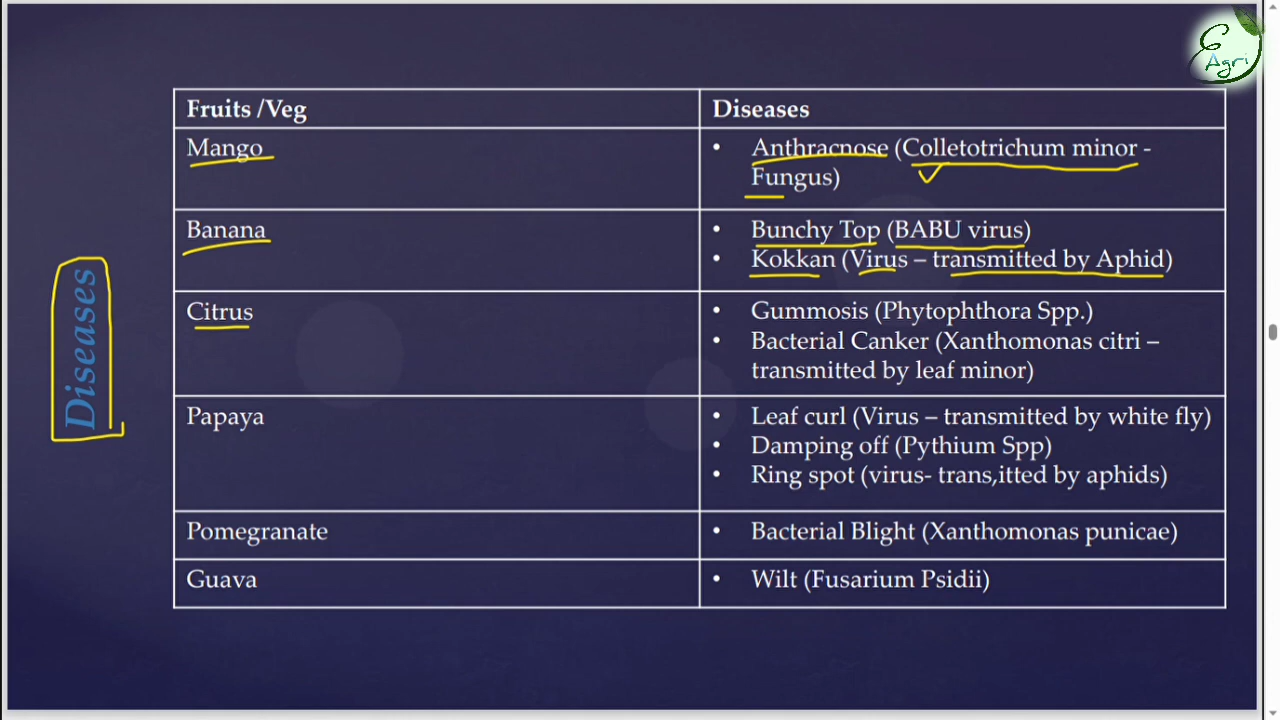 E
Agri
Fruits /Veg
Diseases
Mango
• Anthracnose (Colletotrichum minor -
Fungus)
Banana
• Bunchy Top (BABU virus)
• Kokkan (Virus – transmitted by Aphid)
Citrus
• Gummosis (Phytophthora Spp.)
• Bacterial Canker (Xanthomonas citri –
transmitted by leaf minor)
Papaya
• Leaf curl (Virus – transmitted by white fly)
• Damping off (Pythium Spp)
• Ring spot (virus- trans,itted by aphids)
Pomegranate
• Bacterial Blight (Xanthomonas punicae)
Guava
• Wilt (Fusarium Psidii)
Diseases